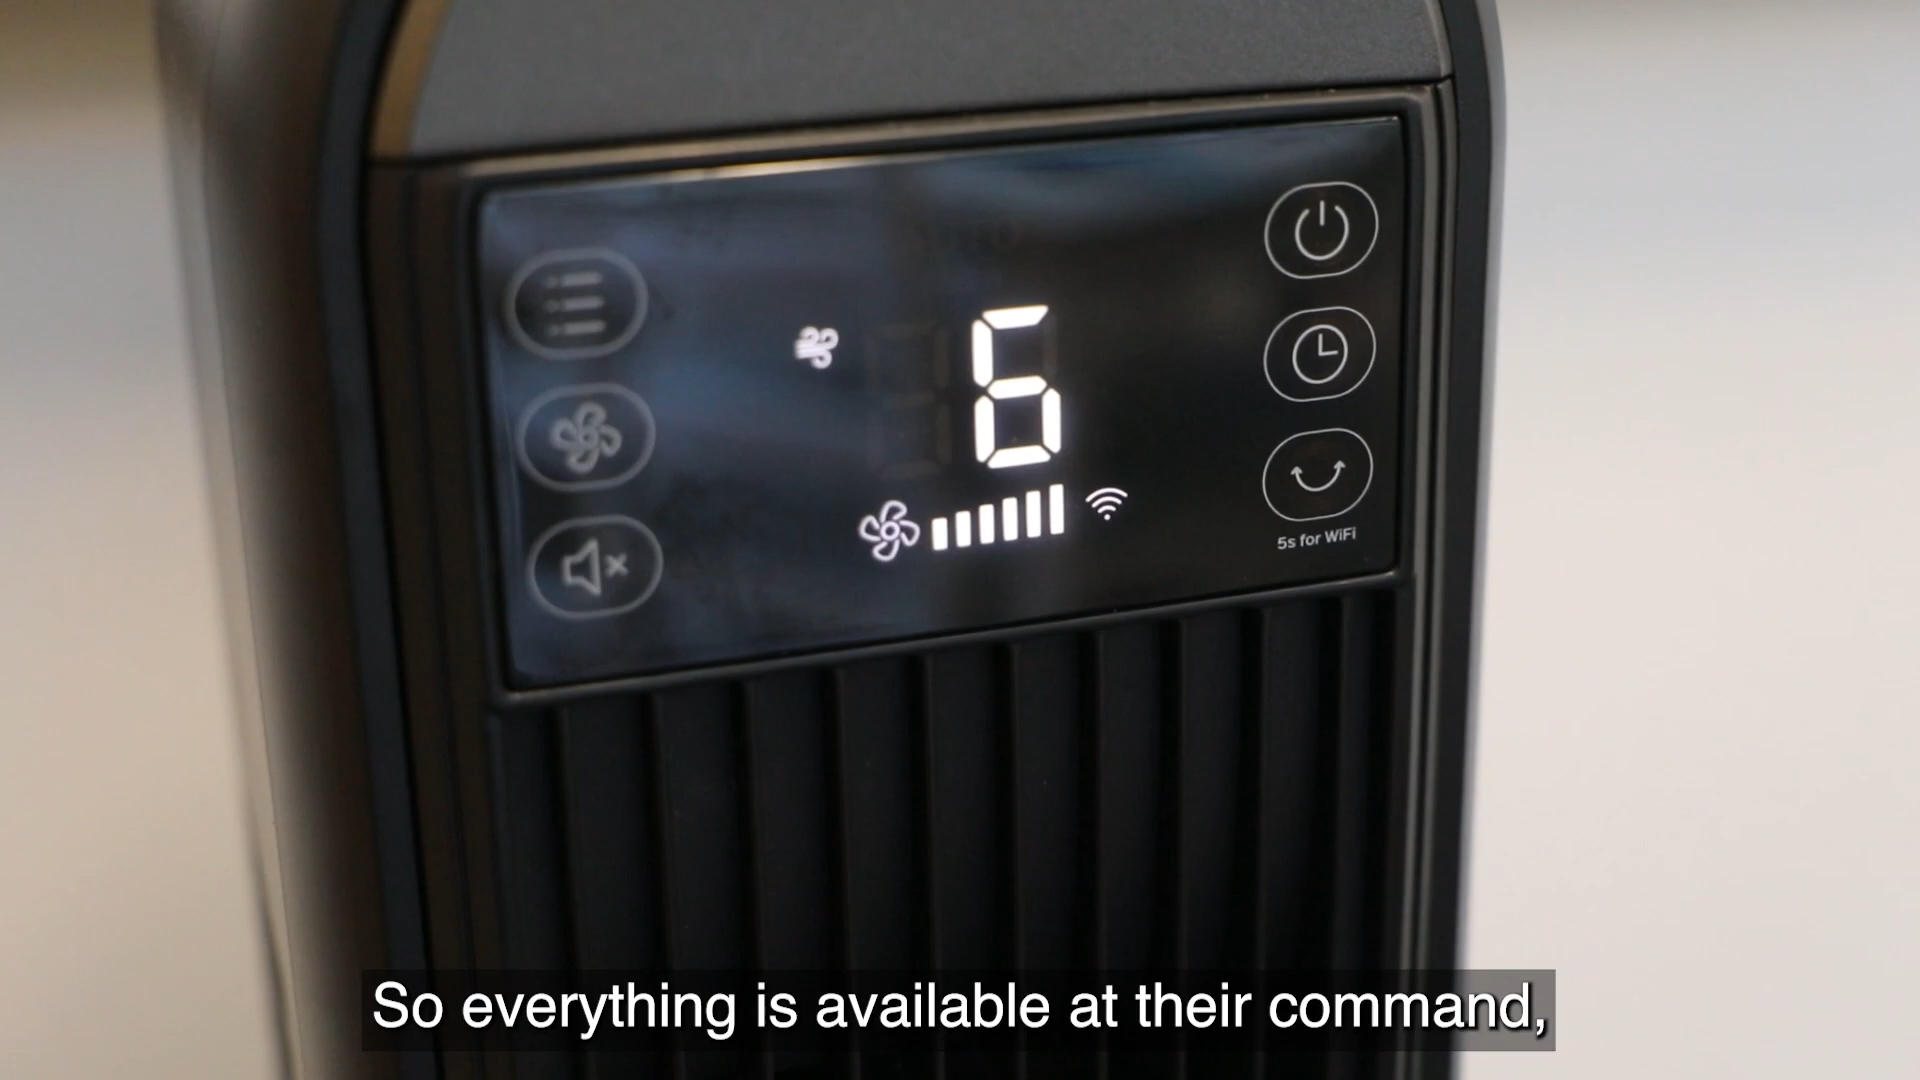 6
5s for WiFi
So everything is available at their command,